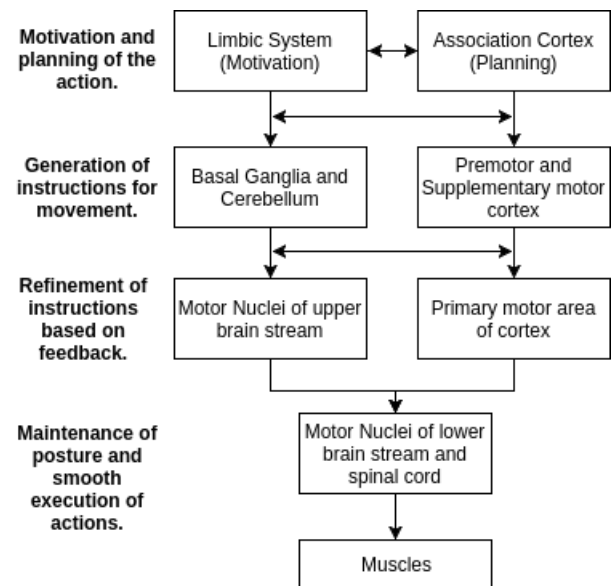 Motivation and
planning of the
action.
Limbic System
(Motivation)
Association Cortex
(Planning)
Generation of
instructions for
movement.
Basal Ganglia and
Cerebellum
Premotor and
Supplementary motor
cortex
Refinement of
instructions
based on
feedback.
Motor Nuclei of upper
brain stream
Primary motor area
of cortex
Maintenance of
posture and
smooth
execution of
actions.
Motor Nuclei of lower
brain stream and
spinal cord
Muscles